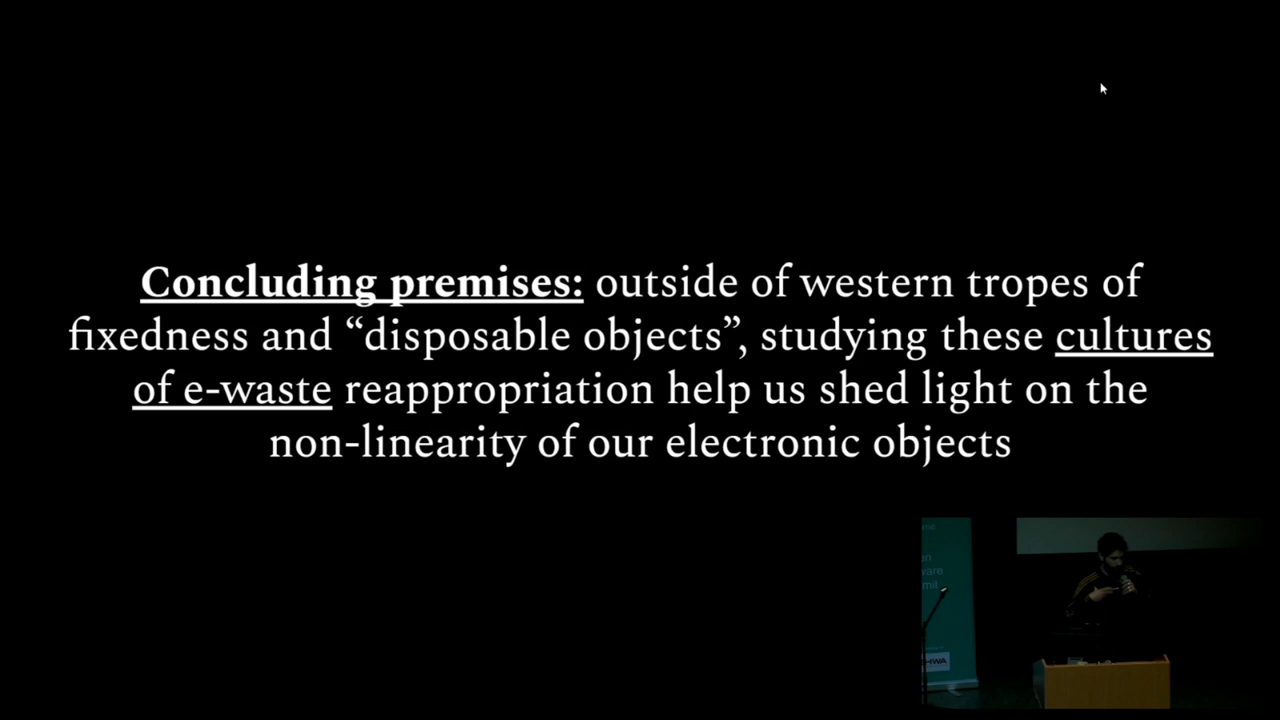 Concluding premises: outside of western tropes of
fixedness and “disposable objects”, studying these cultures
of e-waste reappropriation help us shed light on the
non-linearity of our electronic objects
HWA